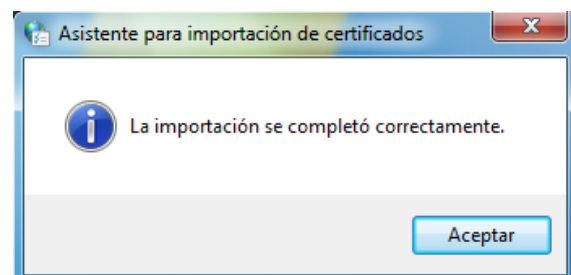 Asistente para importación de certificados
La importación se completó correctamente.
Aceptar